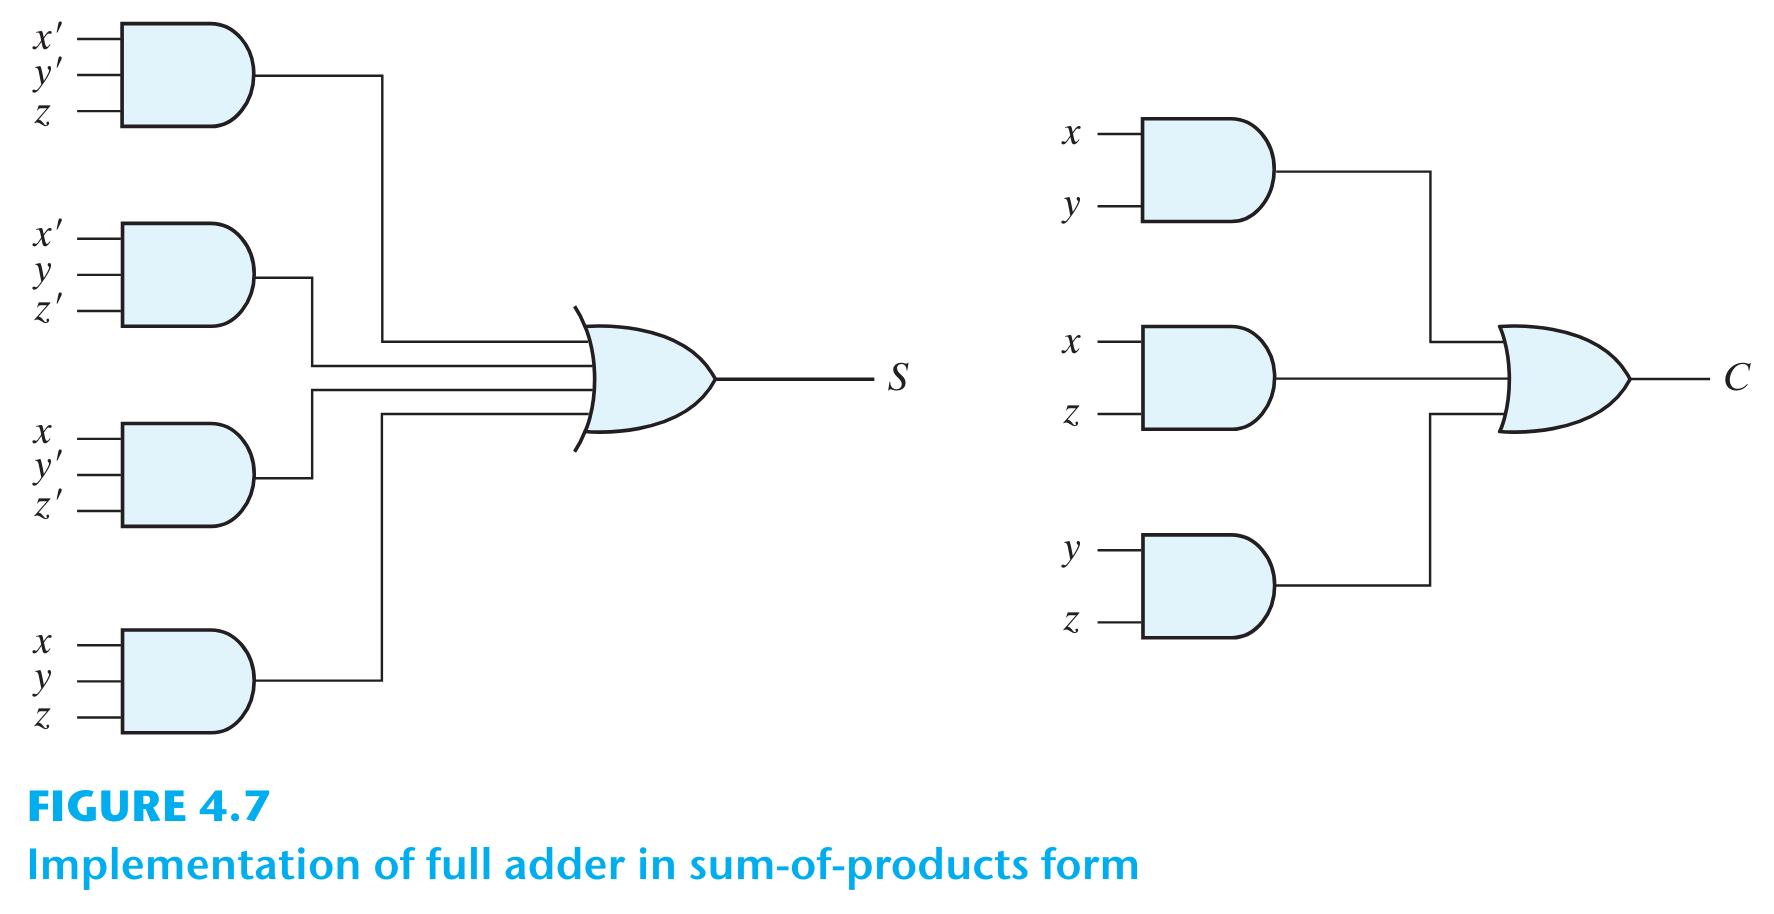 x′
y′
z
x′
y
z′
x
y′
z′
x
y
z
S
x
y
x
z
y
z
C
FIGURE 4.7
Implementation of full adder in sum-of-products form